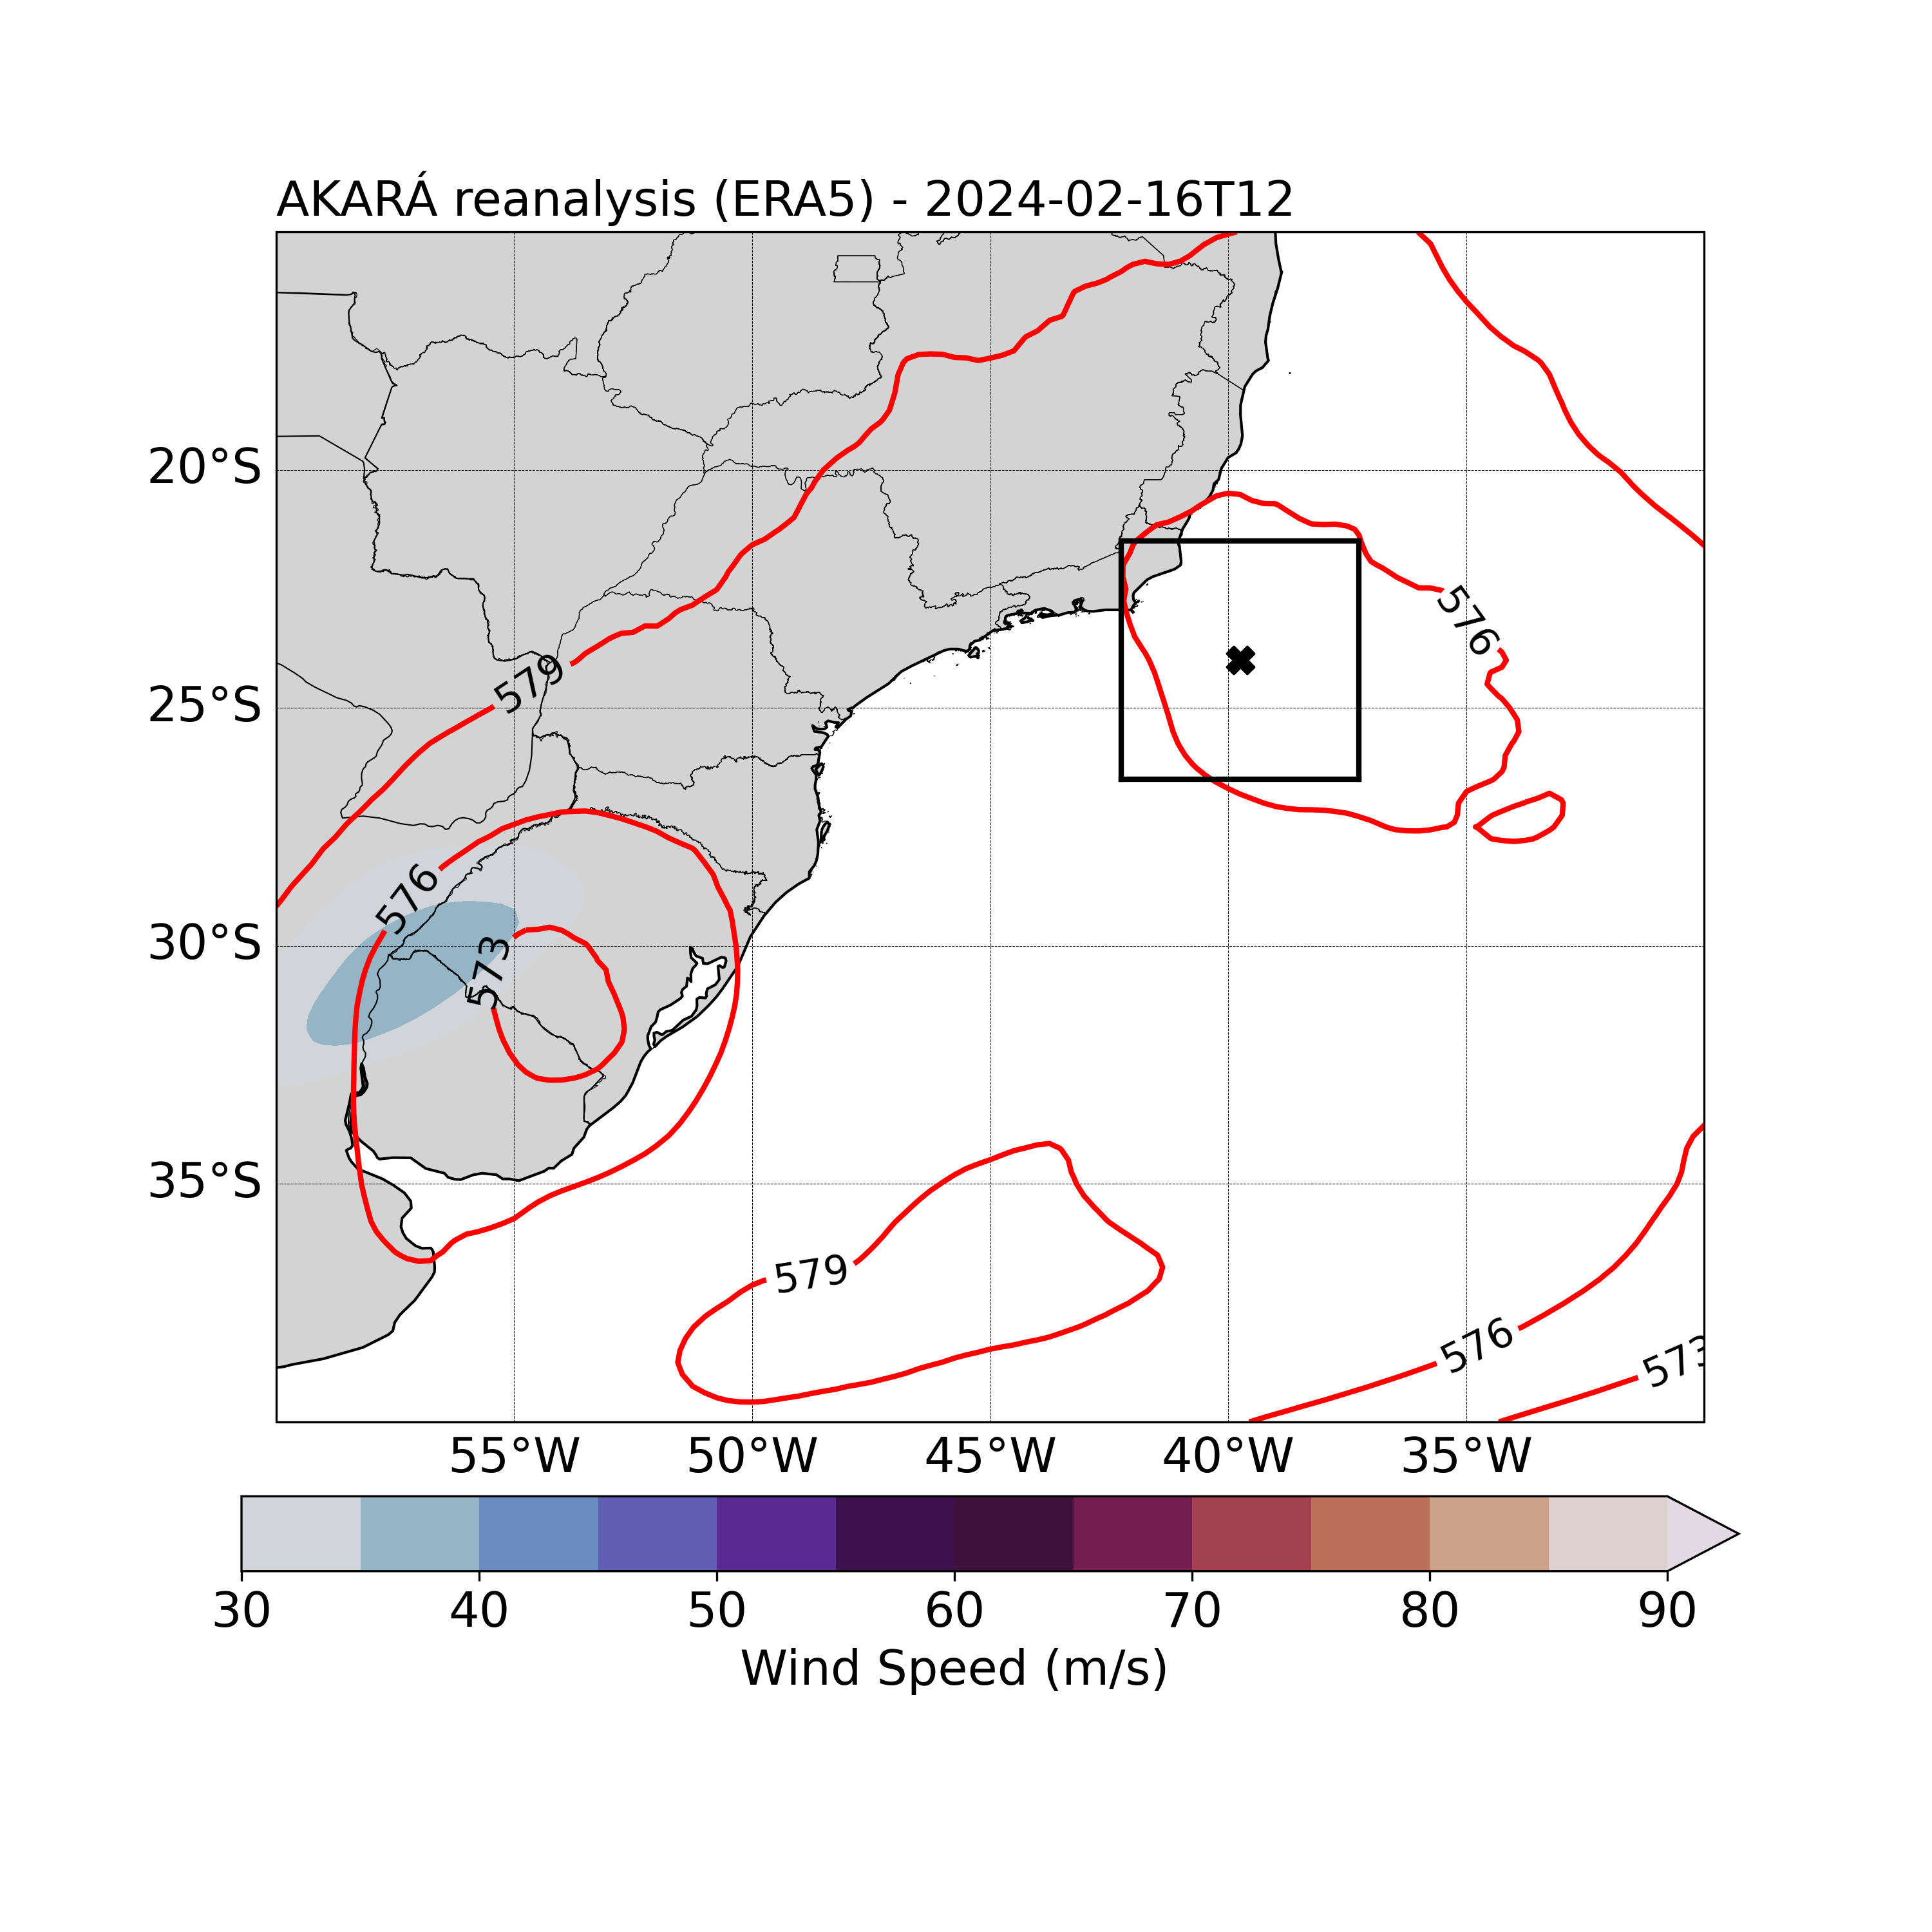 AKARÁ reanalysis (ERA5) - 2024-02-16T12
20°S
576
579
25°S
576
30°S
573
35°S
579
576
573
55°W 50°W 45°W 40°W 35°W
30 40 50 60 70 80 90
Wind Speed (m/s)